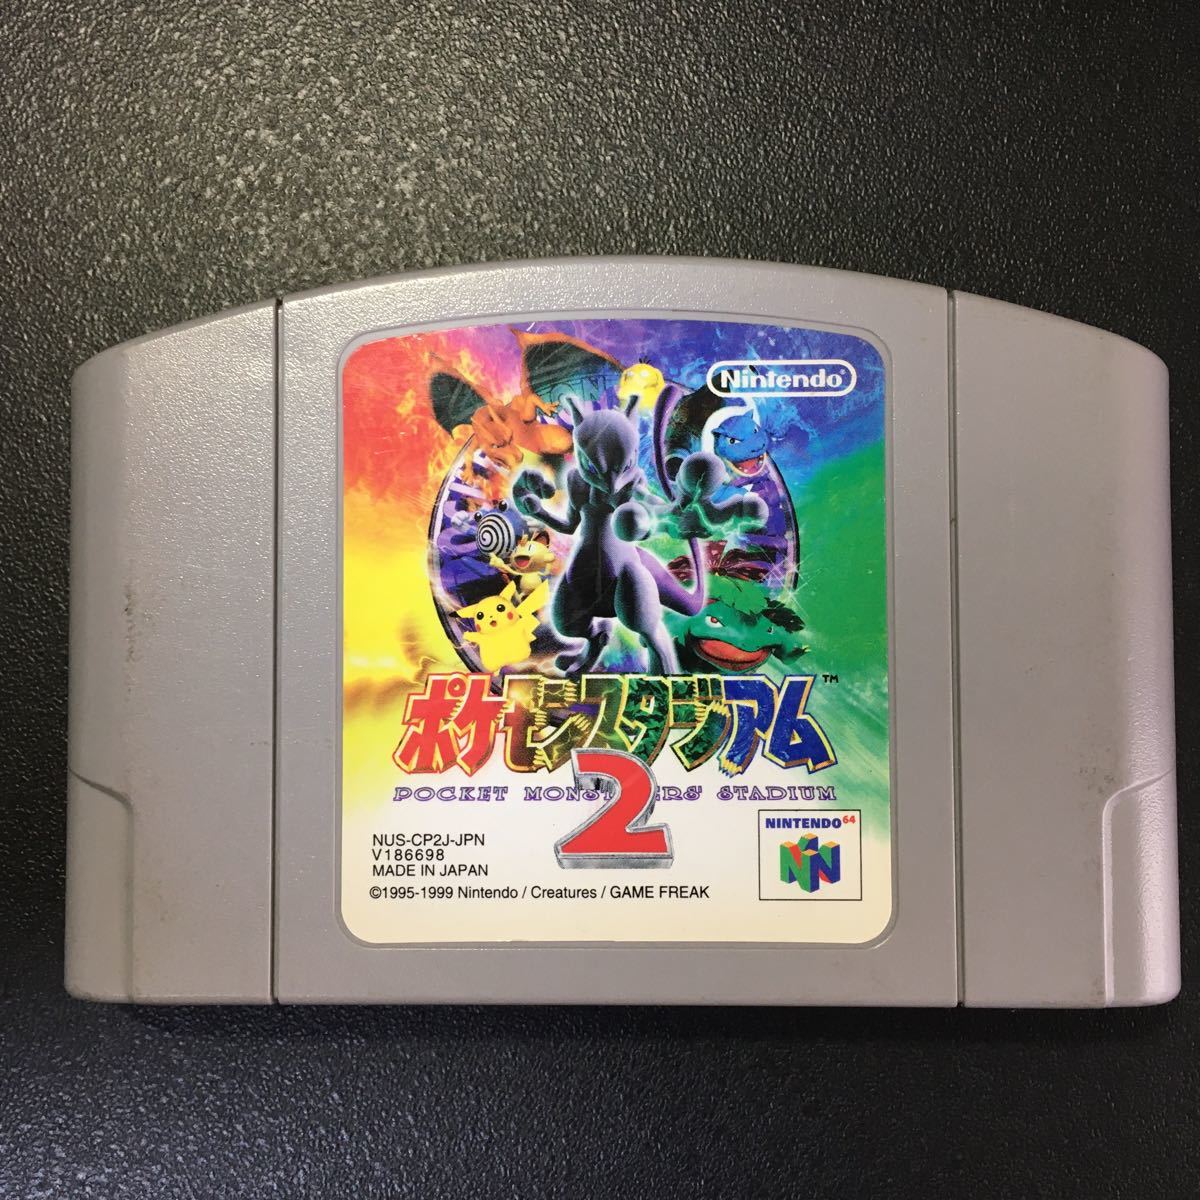 Nintendo®
ポケモンスタジアム™
2
POCKET MONSTERS' STADIUM
NUS-CP2J-JPN
V186698
MADE IN JAPAN
©1995-1999 Nintendo / Creatures / GAME FREAK
NINTENDO64